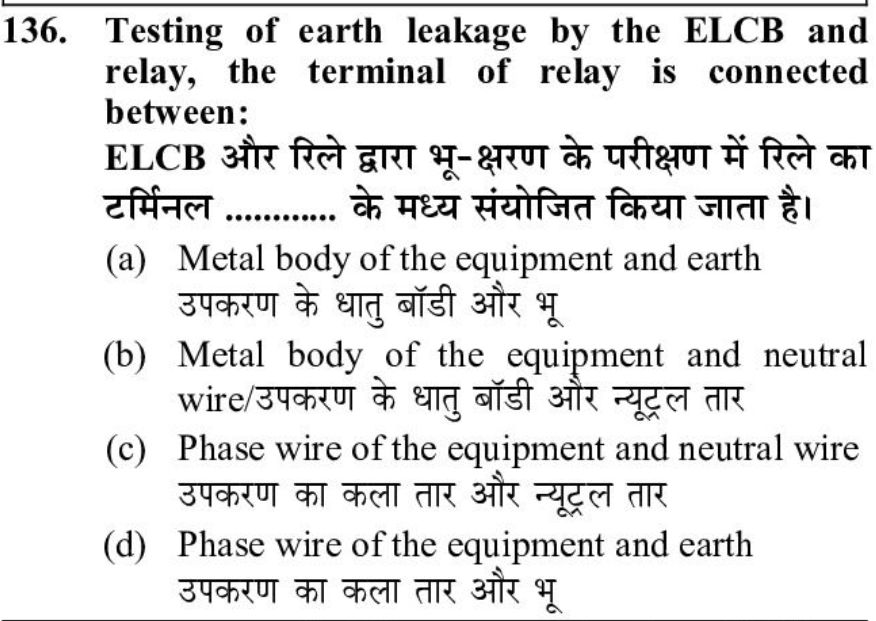 136. Testing of earth leakage by the ELCB and
relay, the terminal of relay is connected
between:
ELCB और रिले द्वारा भू-क्षरण के परीक्षण में रिले का
टर्मिनल ............. के मध्य संयोजित किया जाता है।
(a) Metal body of the equipment and earth
उपकरण के धातु बॉडी और भू
(b) Metal body of the equipment and neutral
wire/उपकरण के धातु बॉडी और न्यूट्रल तार
(c) Phase wire of the equipment and neutral wire
उपकरण का कला तार और न्यूट्रल तार
(d) Phase wire of the equipment and earth
उपकरण का कला तार और भू